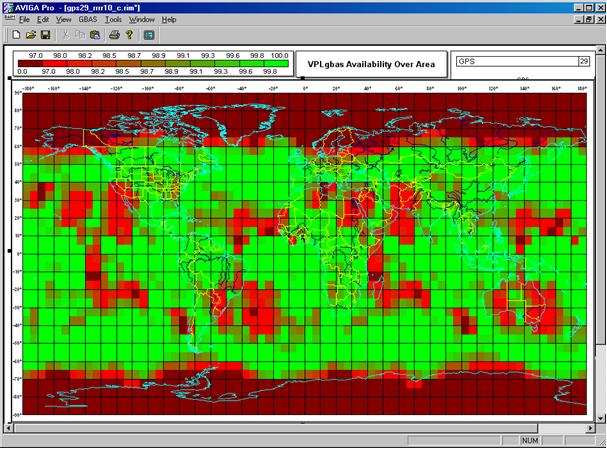 AVIGA Pro - [gps29_rrr10_c.rim*]
File Edit View GBAS Tools Window Help
97.0 98.0 98.2 98.5 98.7 98.9 99.1 99.3 99.6 99.8 100.0
0.0 97.0 98.0 98.2 98.5 98.7 98.9 99.1 99.3 99.6 99.8
VPLgbas Availability Over Area
GPS 29
-160° -140° -120° -100° -80° -60° -40° -20° 0° 20° 40° 60° 80° 100° 120° 140° 160°
90°
80°
70°
60°
50°
40°
30°
20°
10°
0°
-10°
-20°
-30°
-40°
-50°
-60°
-70°
-80°
-90°
NUM